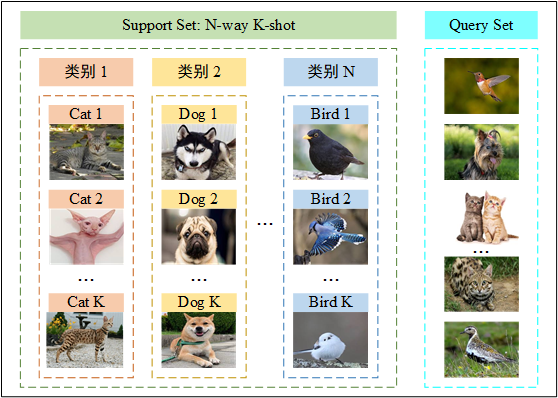 Support Set: N-way K-shot
Query Set
类别 1
类别 2
类别 N
Cat 1
Dog 1
Bird 1
Cat 2
Dog 2
Bird 2
...
...
...
...
...
Cat K
Dog K
Bird K